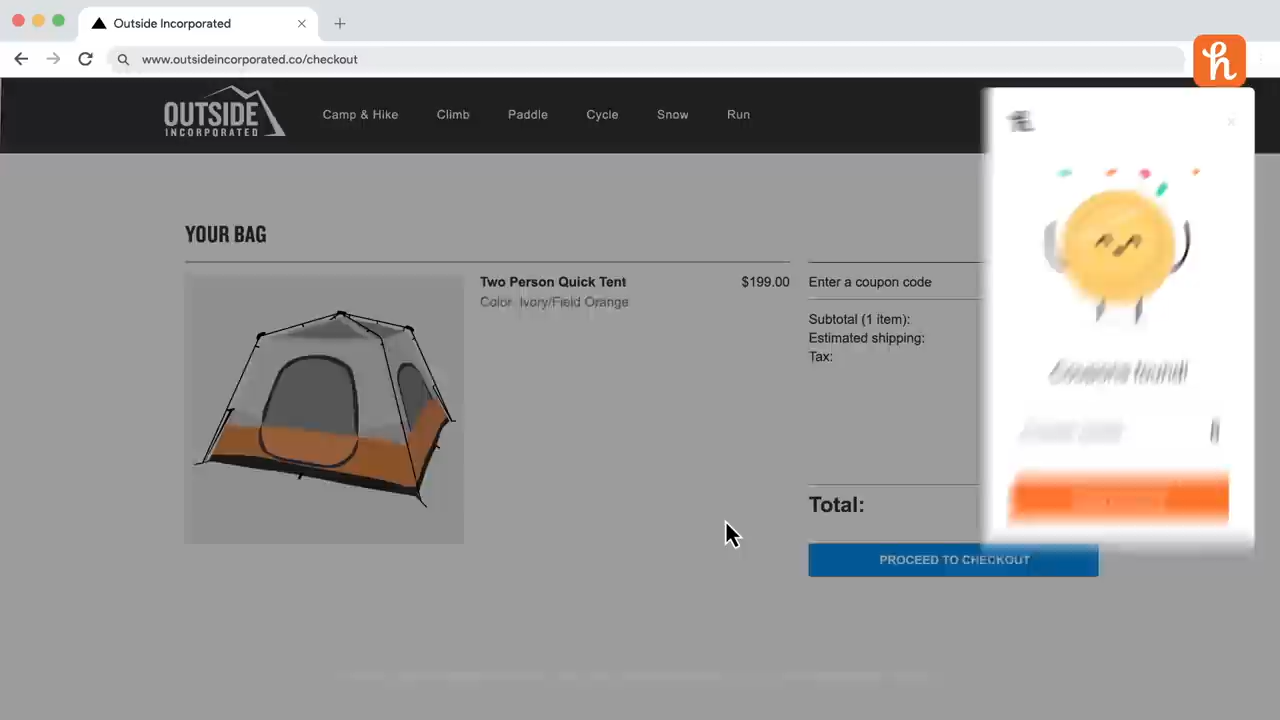 Outside Incorporated
www.outsideincorporated.co/checkout
h
OUTSIDE
INCORPORATED
Camp & Hike Climb Paddle Cycle Snow Run
YOUR BAG
Two Person Quick Tent $199.00
Color Ivory/Field Orange
Enter a coupon code
Subtotal (1 item):
Estimated shipping:
Tax:
Total:
PROCEED TO CHECKOUT